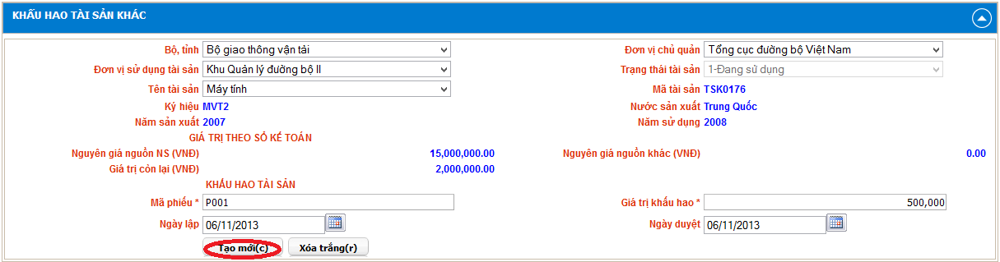 KHẤU HAO TÀI SẢN KHÁC
Bộ, tỉnh Bộ giao thông vận tải Đơn vị chủ quản Tổng cục đường bộ Việt Nam
Đơn vị sử dụng tài sản Khu Quản lý đường bộ II Trạng thái tài sản 1-Đang sử dụng
Tên tài sản Máy tính Mã tài sản TSK0176
Ký hiệu MVT2 Nước sản xuất Trung Quốc
Năm sản xuất 2007 Năm sử dụng 2008
GIÁ TRỊ THEO SỔ KẾ TOÁN
Nguyên giá nguồn NS (VNĐ) 15,000,000.00 Nguyên giá nguồn khác (VNĐ) 0.00
Giá trị còn lại (VNĐ) 2,000,000.00
KHẤU HAO TÀI SẢN
Mã phiếu * P001 Giá trị khấu hao * 500,000
Ngày lập 06/11/2013 Ngày duyệt 06/11/2013
Tạo mới(c) Xóa trắng(r)